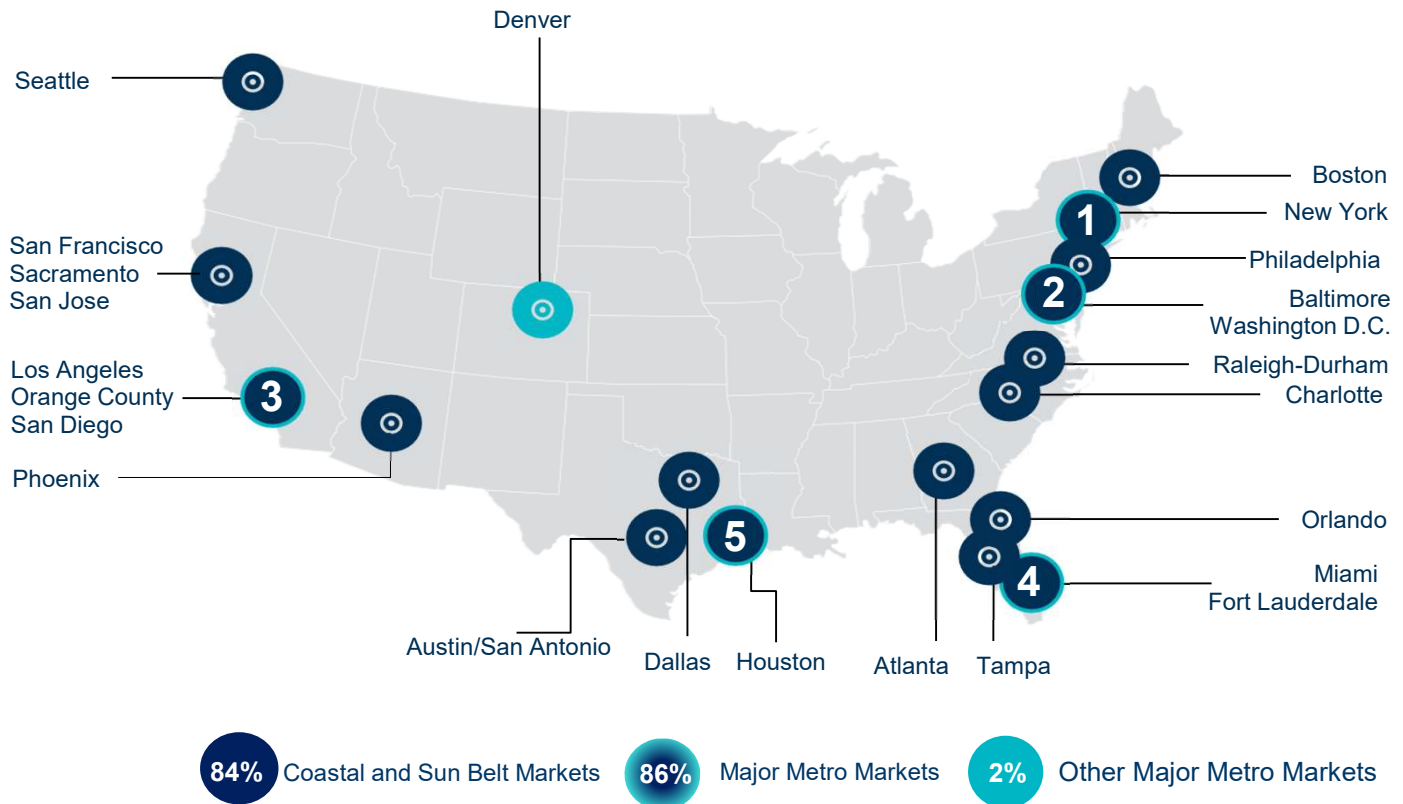 Denver
Seattle
Boston
1
New York
San Francisco
Sacramento
San Jose
Philadelphia
2
Baltimore
Washington D.C.
Raleigh-Durham
Charlotte
Los Angeles
Orange County
San Diego
3
Phoenix
Orlando
5
4
Miami
Fort Lauderdale
Austin/San Antonio
Dallas
Houston
Atlanta
Tampa
84% Coastal and Sun Belt Markets
86% Major Metro Markets
2% Other Major Metro Markets